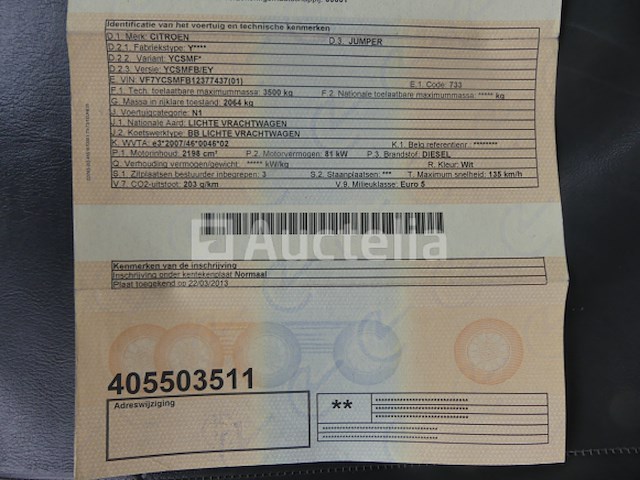 Identificatie van het voertuig en technische kenmerken
D.1. Merk: CITROEN D.3. JUMPER
D.2.1. Fabriekstype: Y****
D.2.2. Variant: YCSMF*
D.2.3. Versie: YCSMFB/EY
E. VIN: VF7YCSMFB12377437(01) E.1. Code: 733
F.1. Tech. toelaatbare maximummassa: 3500 kg F.2. Nationale toelaatbare maximummassa: ***** kg
G. Massa in rijklare toestand: 2064 kg
J. Voertuigcategorie: N1
J.1. Nationale Aard: LICHTE VRACHTWAGEN
J.2. Koetswerktype: BB LICHTE VRACHTWAGEN
K. WVTA: e3*2007/46*0046*02 K.1. Belg.referentienr.: ********
P.1. Motorinhoud: 2198 cm³ P.2. Motorvermogen: 81 kW P.3. Brandstof: DIESEL
Q. Verhouding vermogen/gewicht: ***** kW/kg R. Kleur: Wit
S.1. Zitplaatsen bestuurder inbegrepen: 3 S.2. Staanplaatsen: *** T. Maximum snelheid: 135 km/h
V.7. CO2-uitstoot: 203 g/km V.9. Milieuklasse: Euro 5
Auctelia
Kenmerken van de inschrijving
Inschrijving onder kentekenplaat Normaal
Plaat toegekend op 22/03/2013
405503511
Adreswijziging
**